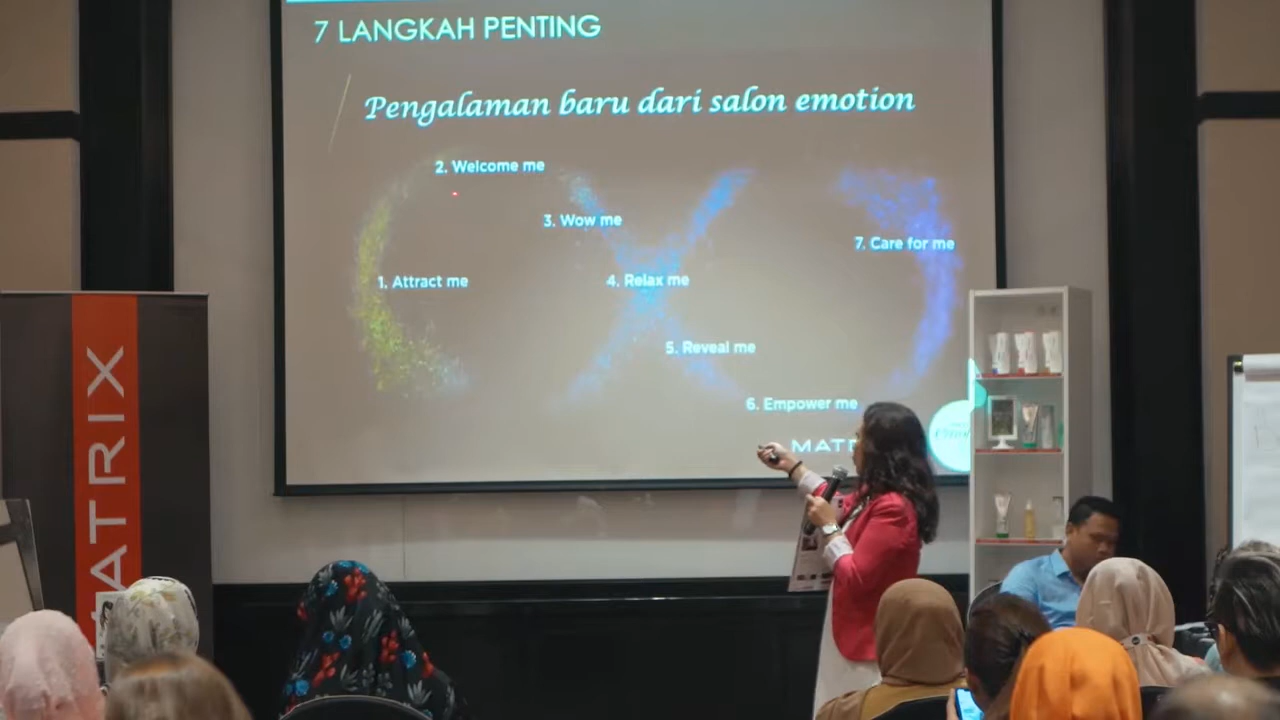 7 LANGKAH PENTING
Pengalaman baru dari salon emotion
2. Welcome me
3. Wow me
7. Care for me
1. Attract me
4. Relax me
5. Reveal me
6. Empower me
MAT
MATRIX